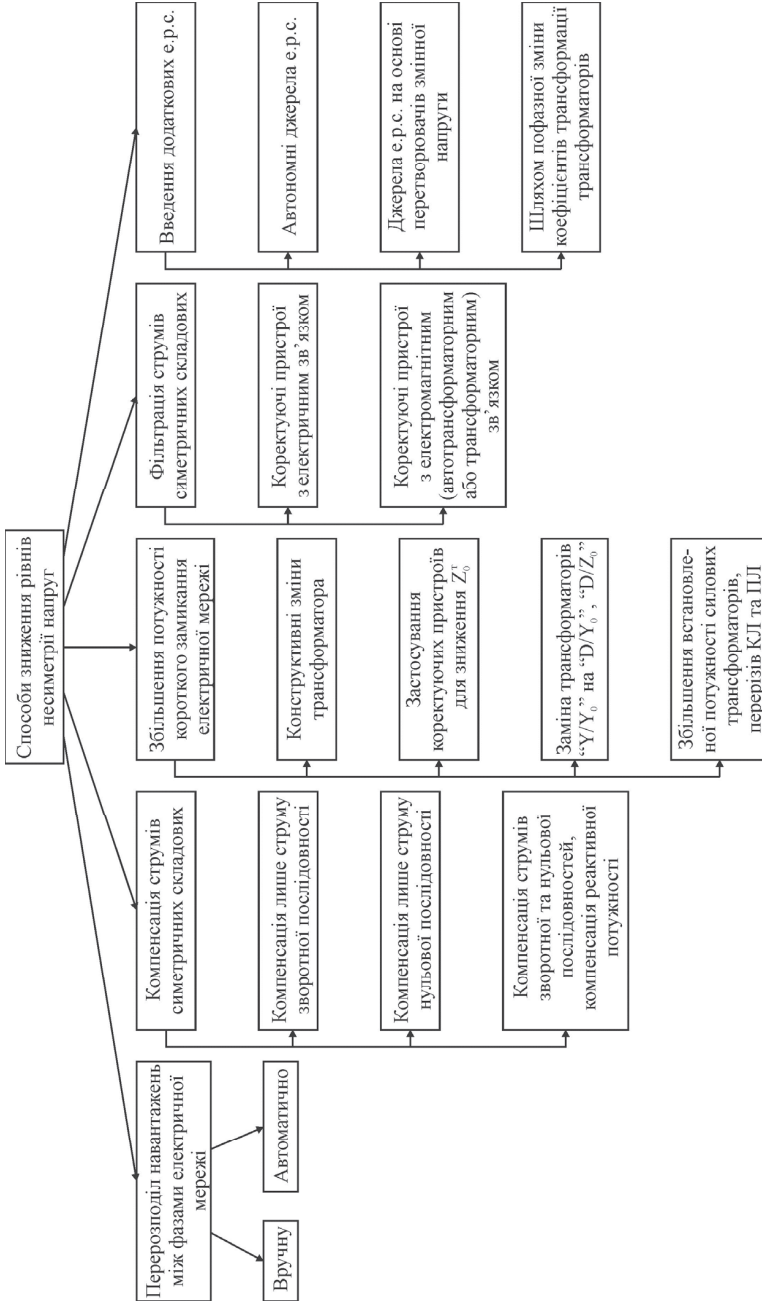 Способи зниження рівнів
несиметрії напруг
Перерозподіл навантажень
між фазами електричної
мережі
Вручну
Автоматично
Компенсація струмів
симетричних складових
Компенсація лише струму
зворотної послідовності
Компенсація лише струму
нульової послідовності
Компенсація струмів
зворотної та нульової
послідовностей,
компенсація реактивної
потужності
Збільшення потужності
короткого замикання
електричної мережі
Конструктивні зміни
трансформатора
Застосування
коректуючих пристроїв
для зниження Z₀ᵀ
Заміна трансформаторів
“Y/Y₀” на “D/Y₀”, “D/Z₀”
Збільшення встановле-
ної потужності силових
трансформаторів,
перерізів КЛ та ПЛ
Фільтрація струмів
симетричних складових
Коректуючі пристрої
з електричним зв’язком
Коректуючі пристрої
з електромагнітним
(автотрансформаторним
або трансформаторним)
зв’язком
Введення додаткових е.р.с.
Автономні джерела е.р.с.
Джерела е.р.с. на основі
перетворювачів змінної
напруги
Шляхом пофазної зміни
коефіцієнтів трансформації
трансформаторів